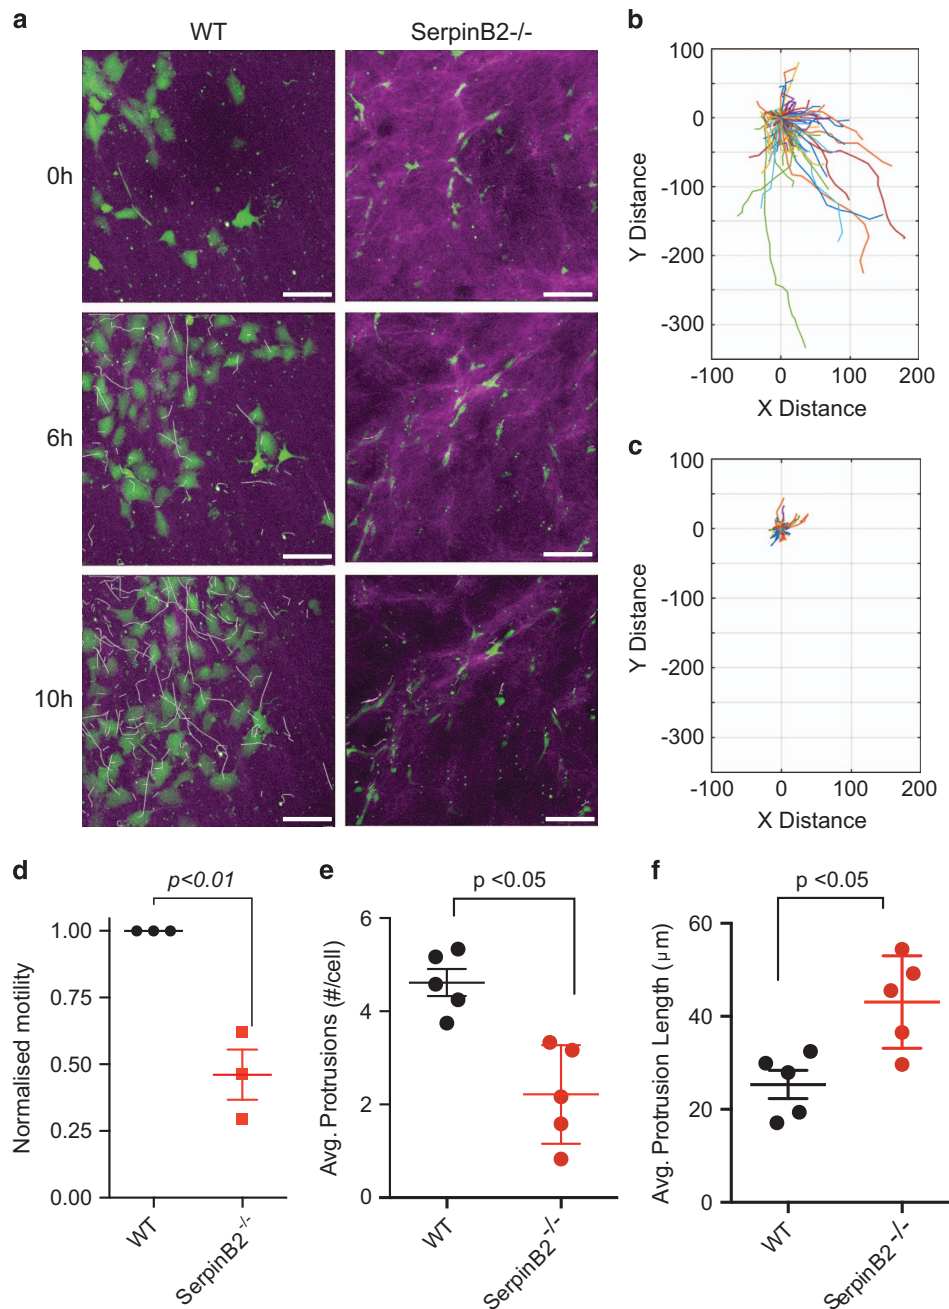 a
WT
SerpinB2-/-
0h
6h
10h
b
100
0
-100
-200
-300
Y Distance
-100
0
100
200
X Distance
c
100
0
-100
-200
-300
Y Distance
-100
0
100
200
X Distance
d
p<0.01
1.00
0.75
0.50
0.25
0.00
Normalised motility
WT
SerpinB2-/-
e
p <0.05
6
4
2
0
Avg. Protrusions (#/cell)
WT
SerpinB2-/-
f
p <0.05
60
40
20
0
Avg. Protrusion Length (μm)
WT
SerpinB2-/-